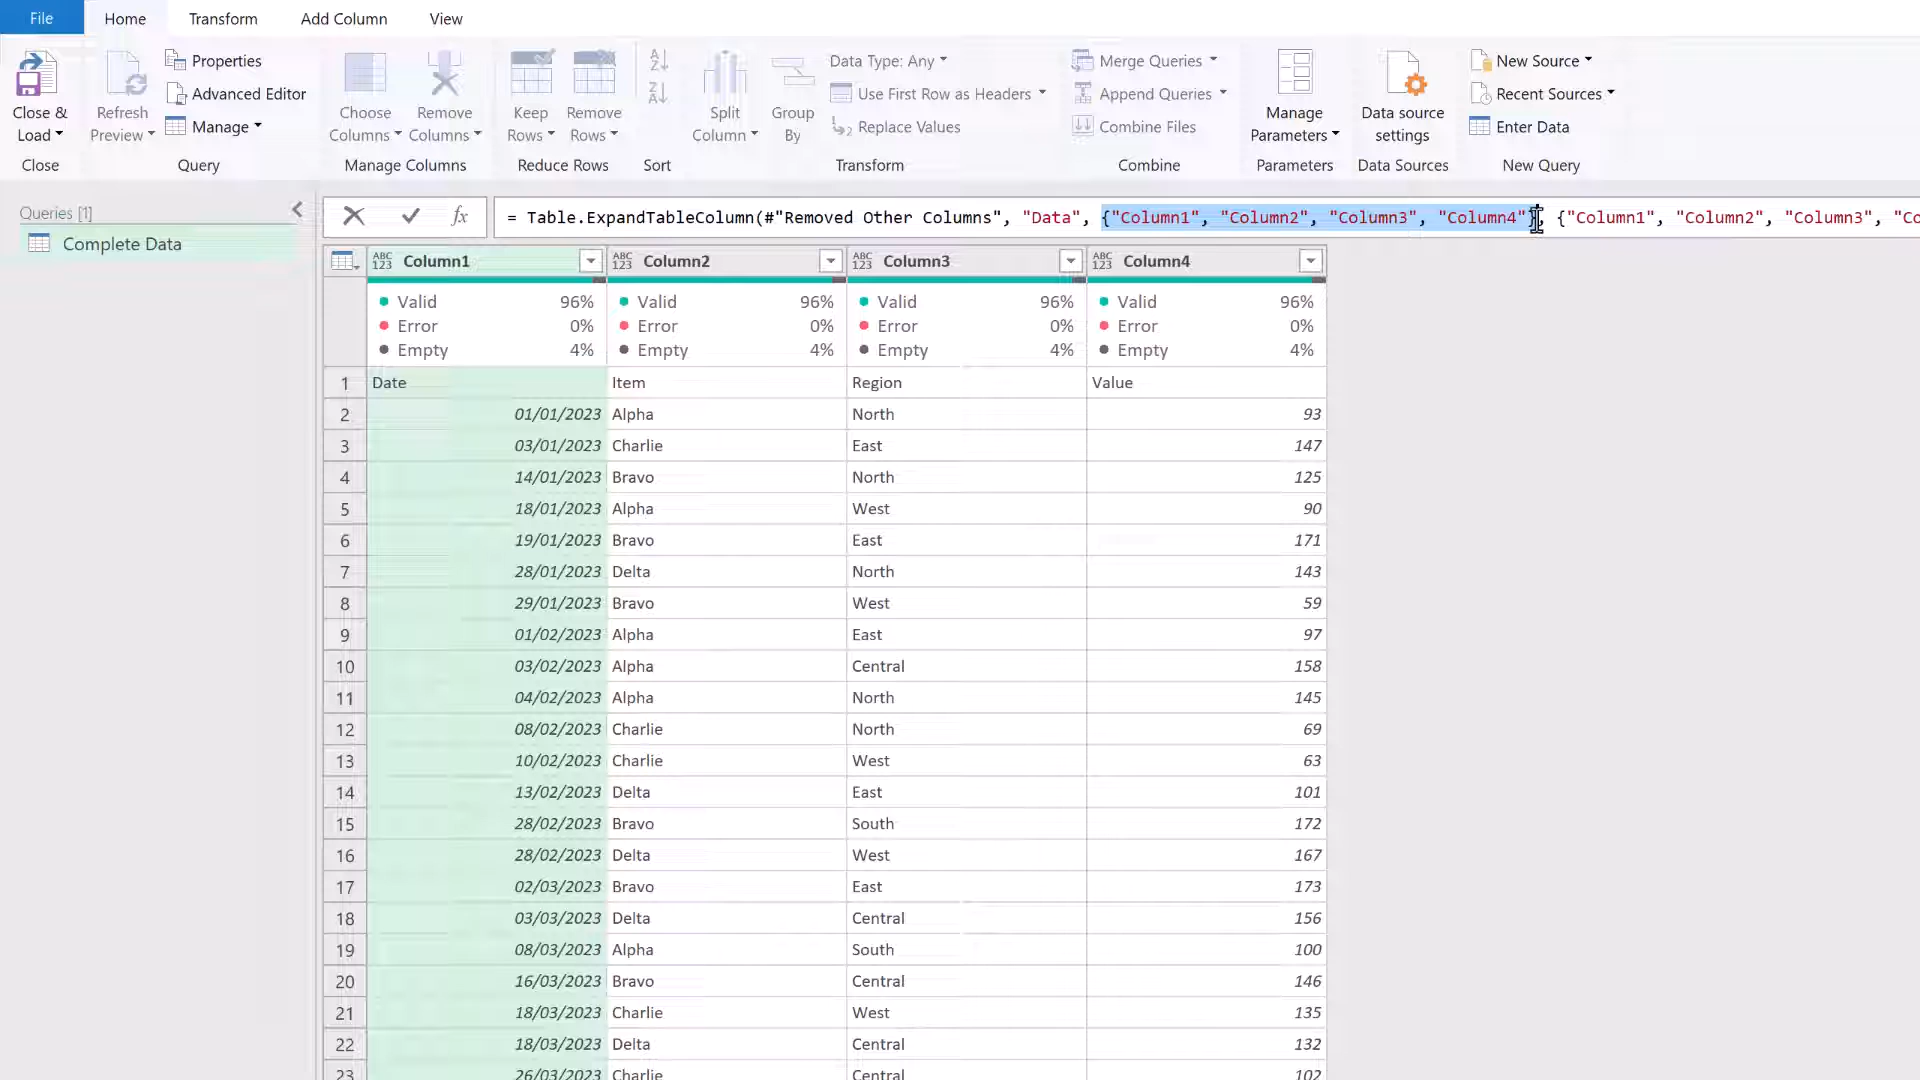 File Home Transform Add Column View
Close & Load
Close
Refresh Preview
Properties
Advanced Editor
Manage
Query
Choose Columns
Remove Columns
Manage Columns
Keep Rows
Remove Rows
Reduce Rows
A Z
Z A
Sort
Split Column
Group By
Data Type: Any
Use First Row as Headers
1 2 Replace Values
Transform
Merge Queries
Append Queries
Combine Files
Combine
Manage Parameters
Parameters
Data source settings
Data Sources
New Source
Recent Sources
Enter Data
New Query
Queries [1]
Complete Data
fx = Table.ExpandTableColumn(#"Removed Other Columns", "Data", {"Column1", "Column2", "Column3", "Column4"}, {"Column1", "Column2", "Column3", "Co
ABC 123 Column1 ABC 123 Column2 ABC 123 Column3 ABC 123 Column4
Valid 96% Valid 96% Valid 96% Valid 96%
Error 0% Error 0% Error 0% Error 0%
Empty 4% Empty 4% Empty 4% Empty 4%
1 Date Item Region Value
2 01/01/2023 Alpha North 93
3 03/01/2023 Charlie East 147
4 14/01/2023 Bravo North 125
5 18/01/2023 Alpha West 90
6 19/01/2023 Bravo East 171
7 28/01/2023 Delta North 143
8 29/01/2023 Bravo West 59
9 01/02/2023 Alpha East 97
10 03/02/2023 Alpha Central 158
11 04/02/2023 Alpha North 145
12 08/02/2023 Charlie North 69
13 10/02/2023 Charlie West 63
14 13/02/2023 Delta East 101
15 28/02/2023 Bravo South 172
16 28/02/2023 Delta West 167
17 02/03/2023 Bravo East 173
18 03/03/2023 Delta Central 156
19 08/03/2023 Alpha South 100
20 16/03/2023 Bravo Central 146
21 18/03/2023 Charlie West 135
22 18/03/2023 Delta Central 132
23 26/03/2023 Charlie Central 102